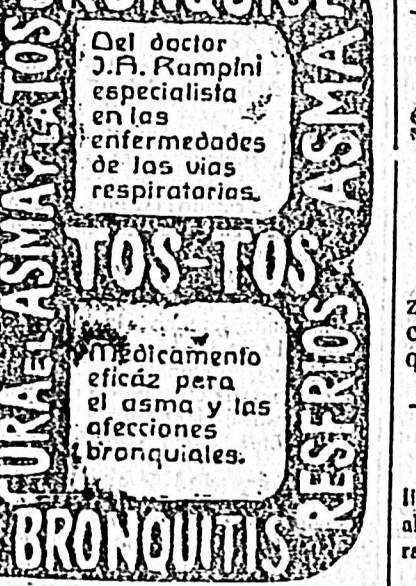 BRONQUIS
Del doctor
J.A. Rampini
especialista
en las
enfermedades
de las vias
respiratorias.
TOS-TOS
Medicamento
eficáz para
el asma y las
afecciones
bronquiales.
BRONQUITIS
CURA EL ASMA Y LA TOS
RESFRIOS
ASMA